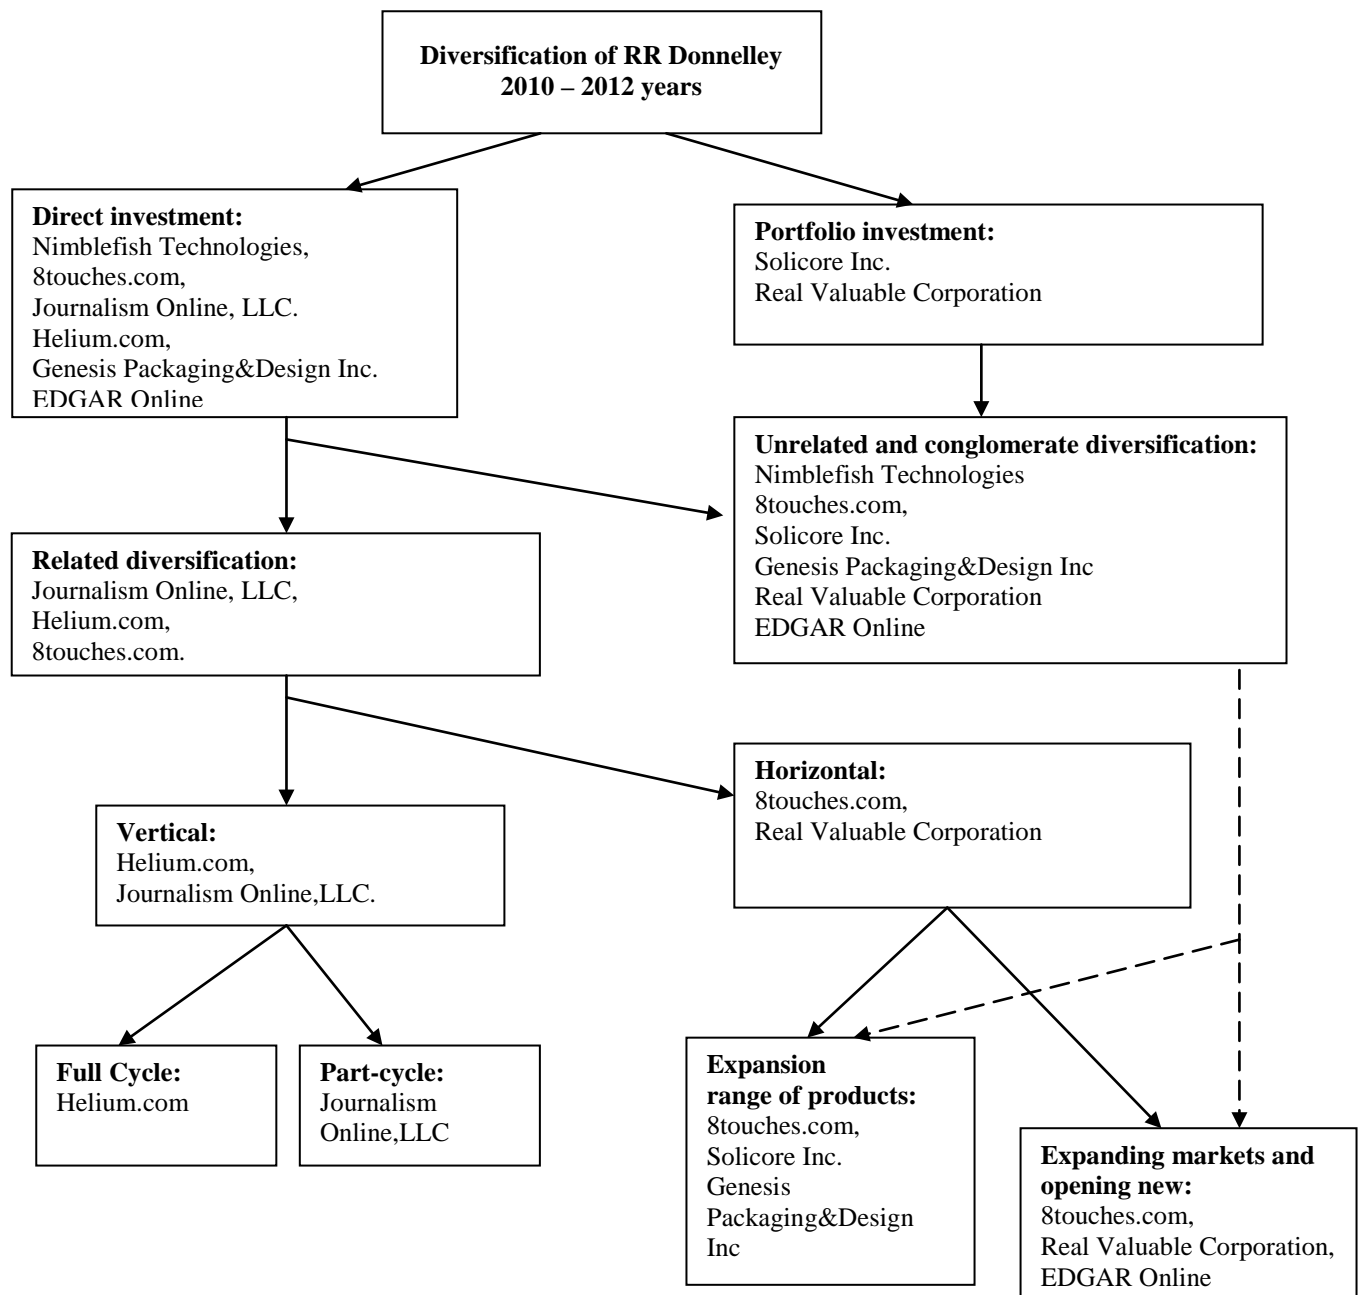 Diversification of RR Donnelley
2010 – 2012 years
Direct investment:
Nimblefish Technologies,
8touches.com,
Journalism Online, LLC.
Helium.com,
Genesis Packaging&Design Inc.
EDGAR Online
Portfolio investment:
Solicore Inc.
Real Valuable Corporation
Unrelated and conglomerate diversification:
Nimblefish Technologies
8touches.com,
Solicore Inc.
Genesis Packaging&Design Inc
Real Valuable Corporation
EDGAR Online
Related diversification:
Journalism Online, LLC,
Helium.com,
8touches.com.
Horizontal:
8touches.com,
Real Valuable Corporation
Vertical:
Helium.com,
Journalism Online,LLC.
Full Cycle:
Helium.com
Part-cycle:
Journalism
Online,LLC
Expansion
range of products:
8touches.com,
Solicore Inc.
Genesis
Packaging&Design
Inc
Expanding markets and
opening new:
8touches.com,
Real Valuable Corporation,
EDGAR Online